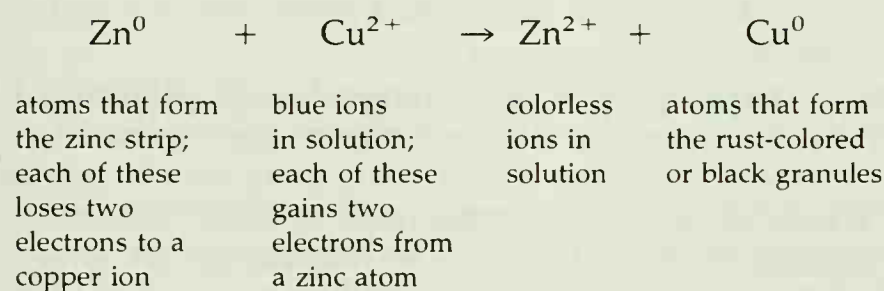 Zn⁰ + Cu²⁺ → Zn²⁺ + Cu⁰
atoms that form
the zinc strip;
each of these
loses two
electrons to a
copper ion
blue ions
in solution;
each of these
gains two
electrons from
a zinc atom
colorless
ions in
solution
atoms that form
the rust-colored
or black granules